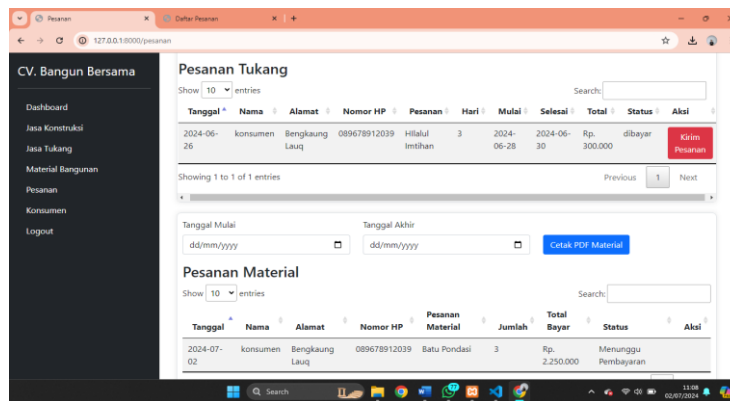 Pesanan
Daftar Pesanan
127.0.0.1:8000/pesanan
CV. Bangun Bersama
Dashboard
Jasa Konstruksi
Jasa Tukang
Material Bangunan
Pesanan
Konsumen
Logout
Pesanan Tukang
Show 10 entries
Search:
Tanggal Nama Alamat Nomor HP Pesanan Hari Mulai Selesai Total Status Aksi
2024-06- konsumen Bengkaung 089678912039 Hilalul 3 2024- 2024-06- Rp. dibayar Kirim
26 Lauq Imtihan 06-28 30 300.000 Pesanan
Showing 1 to 1 of 1 entries
Previous 1 Next
Tanggal Mulai Tanggal Akhir
dd/mm/yyyy dd/mm/yyyy Cetak PDF Material
Pesanan Material
Show 10 entries
Search:
Pesanan Total
Tanggal Nama Alamat Nomor HP Material Jumlah Bayar Status Aksi
2024-07- konsumen Bengkaung 089678912039 Batu Pondasi 3 Rp. Menunggu
02 Lauq 2.250.000 Pembayaran
Search
11:08
02/07/2024